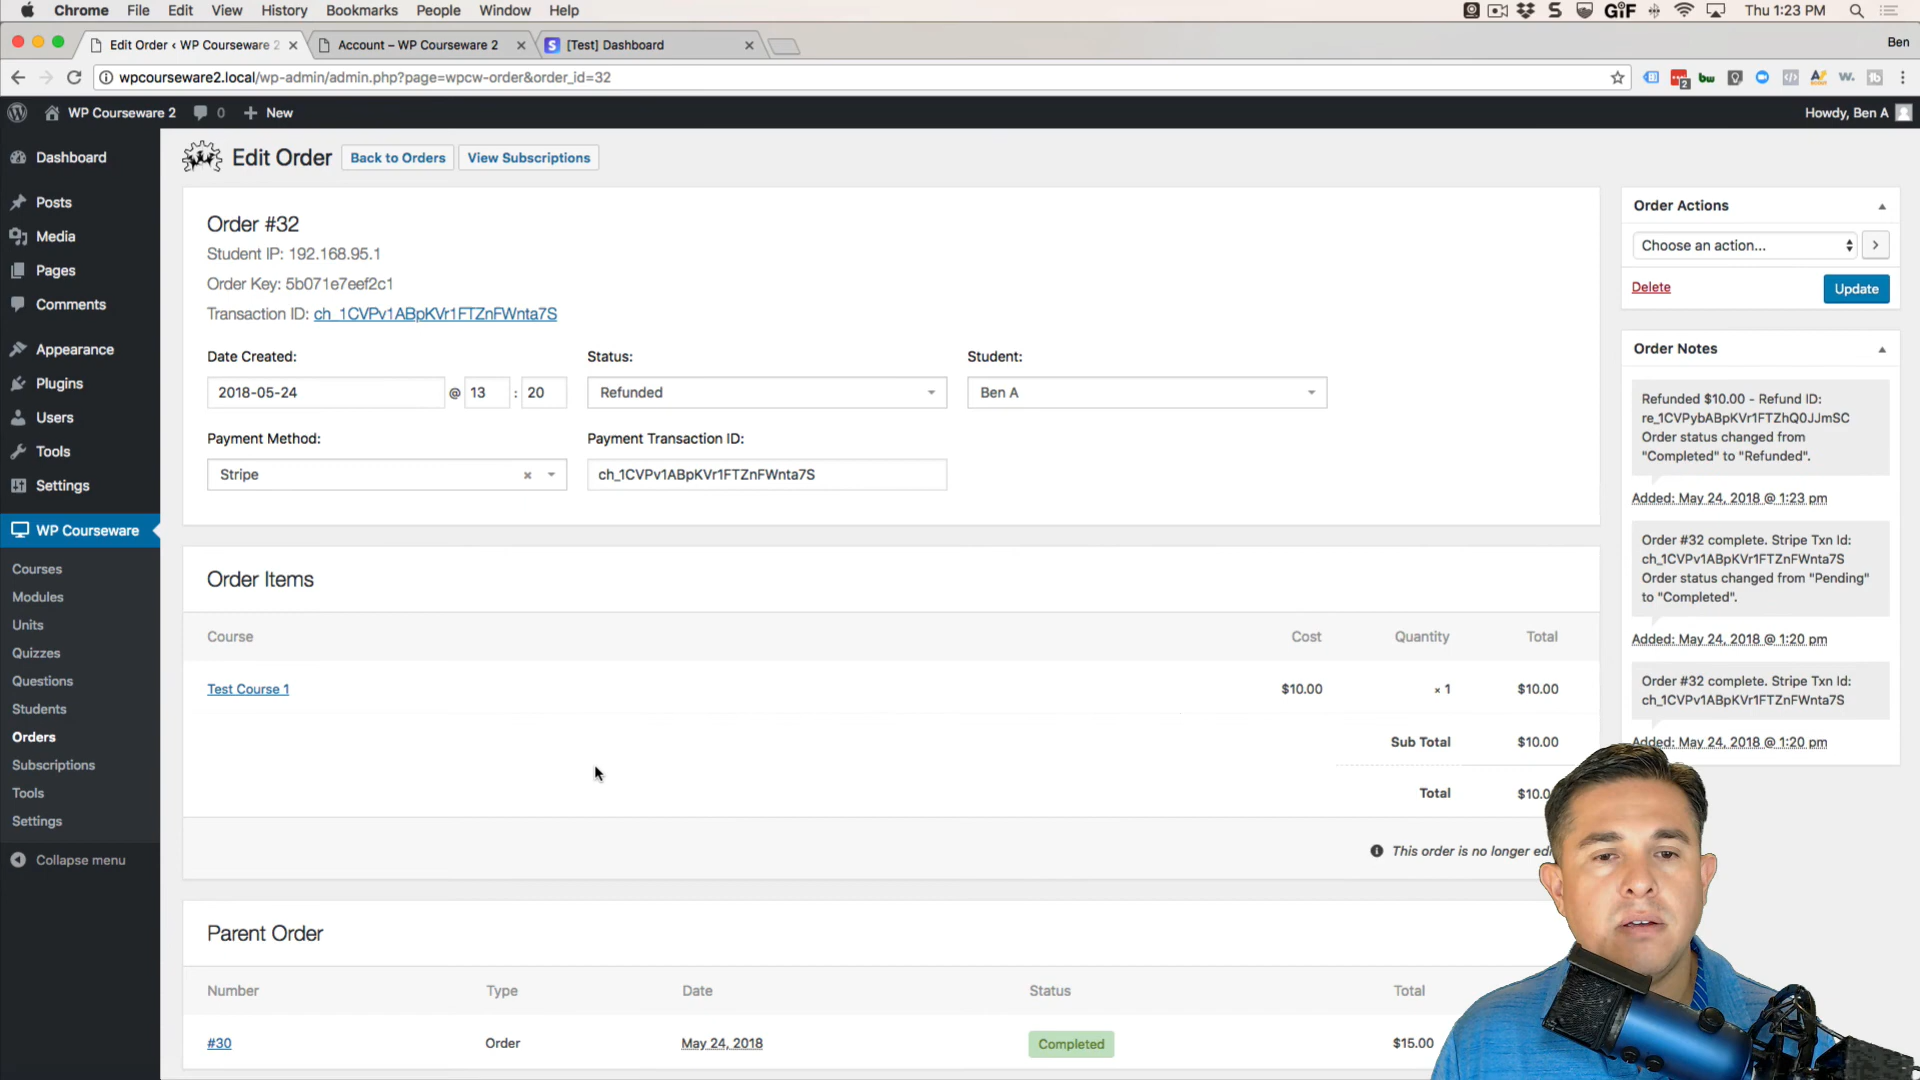 Chrome File Edit View History Bookmarks People Window Help GiF Thu 1:23 PM
Edit Order ‹ WP Courseware 2 Account – WP Courseware 2 [Test] Dashboard Ben
wpcourseware2.local/wp-admin/admin.php?page=wpcw-order&order_id=32
WP Courseware 2 0 New Howdy, Ben A
Dashboard
Posts
Media
Pages
Comments
Appearance
Plugins
Users
Tools
Settings
WP Courseware
Courses
Modules
Units
Quizzes
Questions
Students
Orders
Subscriptions
Tools
Settings
Collapse menu
Edit Order Back to Orders View Subscriptions
Order #32
Student IP: 192.168.95.1
Order Key: 5b071e7eef2c1
Transaction ID: ch_1CVPv1ABpKVr1FTZnFWnta7S
Date Created: Status: Student:
2018-05-24 @ 13 : 20 Refunded Ben A
Payment Method: Payment Transaction ID:
Stripe × ch_1CVPv1ABpKVr1FTZnFWnta7S
Order Items
Course Cost Quantity Total
Test Course 1 $10.00 × 1 $10.00
Sub Total $10.00
Total $10.0
This order is no longer edi
Parent Order
Number Type Date Status Total
#30 Order May 24, 2018 Completed $15.00
Order Actions
Choose an action...
Delete Update
Order Notes
Refunded $10.00 - Refund ID:
re_1CVPybABpKVr1FTZhQ0JJmSC
Order status changed from
"Completed" to "Refunded".
Added: May 24, 2018 @ 1:23 pm
Order #32 complete. Stripe Txn Id:
ch_1CVPv1ABpKVr1FTZnFWnta7S
Order status changed from "Pending"
to "Completed".
Added: May 24, 2018 @ 1:20 pm
Order #32 complete. Stripe Txn Id:
ch_1CVPv1ABpKVr1FTZnFWnta7S
Added: May 24, 2018 @ 1:20 pm